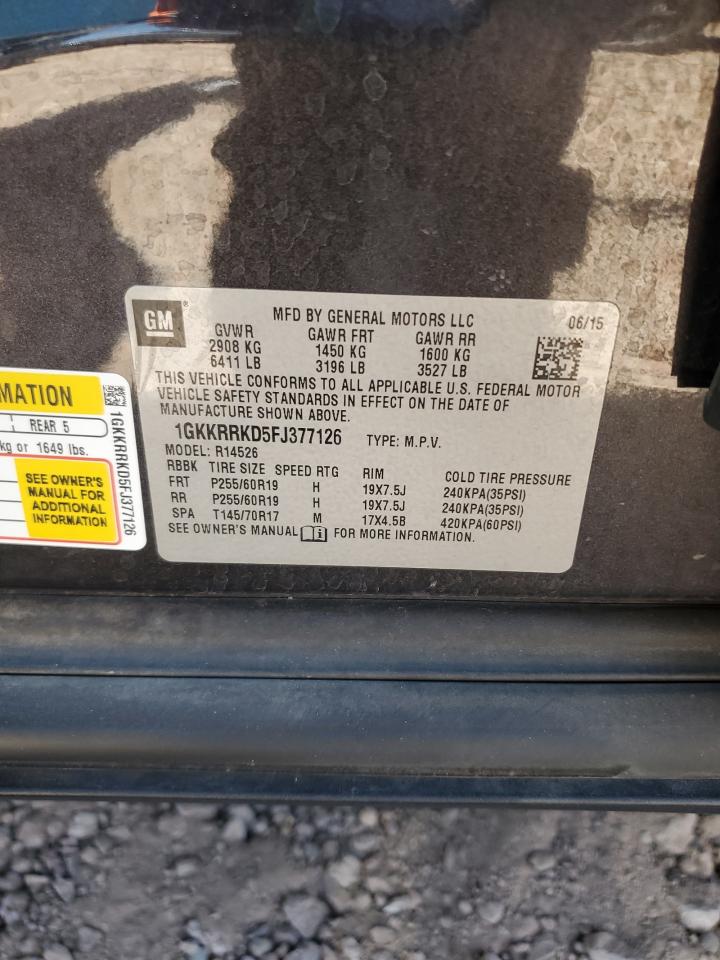 GM ®
MFD BY GENERAL MOTORS LLC 06/15
GVWR GAWR FRT GAWR RR
2908 KG 1450 KG 1600 KG
6411 LB 3196 LB 3527 LB
THIS VEHICLE CONFORMS TO ALL APPLICABLE U.S. FEDERAL MOTOR
VEHICLE SAFETY STANDARDS IN EFFECT ON THE DATE OF
MANUFACTURE SHOWN ABOVE.
1GKKRRKD5FJ377126 TYPE: M.P.V.
MODEL: R14526
RBBK TIRE SIZE SPEED RTG RIM COLD TIRE PRESSURE
FRT P255/60R19 H 19X7.5J 240KPA(35PSI)
RR P255/60R19 H 19X7.5J 240KPA(35PSI)
SPA T145/70R17 M 17X4.5B 420KPA(60PSI)
SEE OWNER'S MANUAL FOR MORE INFORMATION.
MATION
REAR 5
kg or 1649 lbs.
SEE OWNER'S
MANUAL FOR
ADDITIONAL
INFORMATION
1GKKRRKD5FJ377126